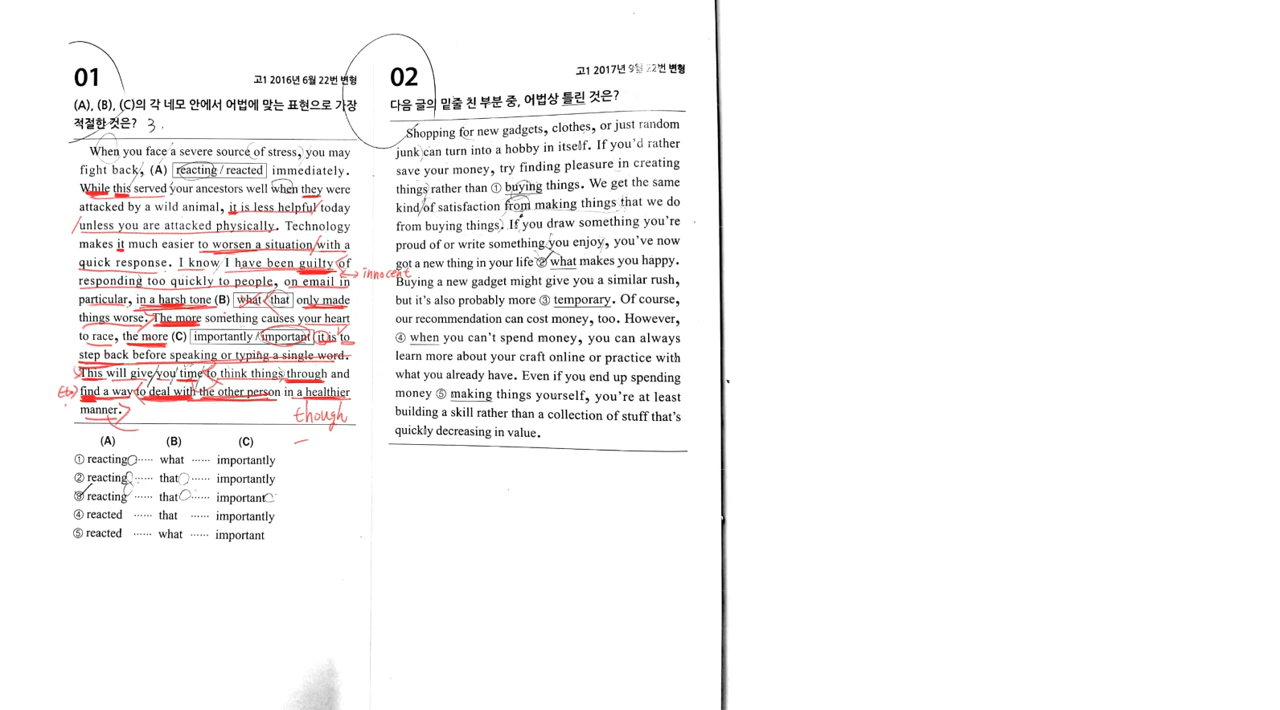 01
고1 2016년 6월 22번 변형
(A), (B), (C)의 각 네모 안에서 어법에 맞는 표현으로 가장
적절한 것은? 3.
When you face a severe source of stress, you may
fight back, (A) reacting / reacted immediately.
While this served your ancestors well when they were
attacked by a wild animal, it is less helpful today
unless you are attacked physically. Technology
makes it much easier to worsen a situation with a
quick response. I know I have been guilty of
↔ innocent
responding too quickly to people, on email in
particular, in a harsh tone (B) what / that only made
things worse. The more something causes your heart
to race, the more (C) importantly / important it is to
step back before speaking or typing a single word.
This will give you time to think things through and
(to) find a way to deal with the other person in a healthier
manner.
though
(A) (B) (C)
① reacting ······ what ······ importantly
② reacting ······ that ······ importantly
③ reacting ······ that ······ important
④ reacted ······ that ······ importantly
⑤ reacted ······ what ······ important
02
고1 2017년 9월 22번 변형
다음 글의 밑줄 친 부분 중, 어법상 틀린 것은?
Shopping for new gadgets, clothes, or just random
junk can turn into a hobby in itself. If you'd rather
save your money, try finding pleasure in creating
things rather than ① buying things. We get the same
kind of satisfaction from making things that we do
from buying things. If you draw something you're
proud of or write something you enjoy, you've now
got a new thing in your life ② what makes you happy.
Buying a new gadget might give you a similar rush,
but it's also probably more ③ temporary. Of course,
our recommendation can cost money, too. However,
④ when you can't spend money, you can always
learn more about your craft online or practice with
what you already have. Even if you end up spending
money ⑤ making things yourself, you're at least
building a skill rather than a collection of stuff that's
quickly decreasing in value.